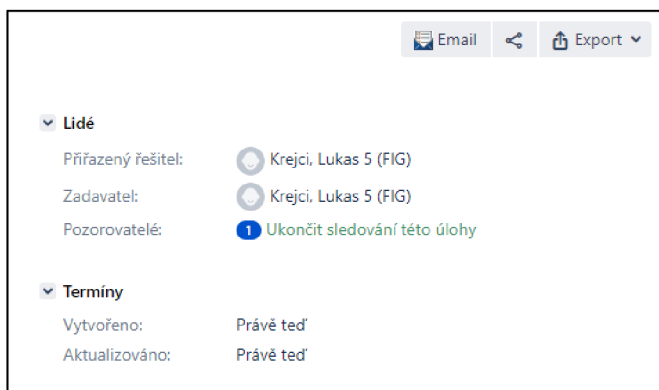 Email Export
Lidé
Přiřazený řešitel: Krejci, Lukas 5 (FIG)
Zadavatel: Krejci, Lukas 5 (FIG)
Pozorovatelé: 1 Ukončit sledování této úlohy
Termíny
Vytvořeno: Právě teď
Aktualizováno: Právě teď